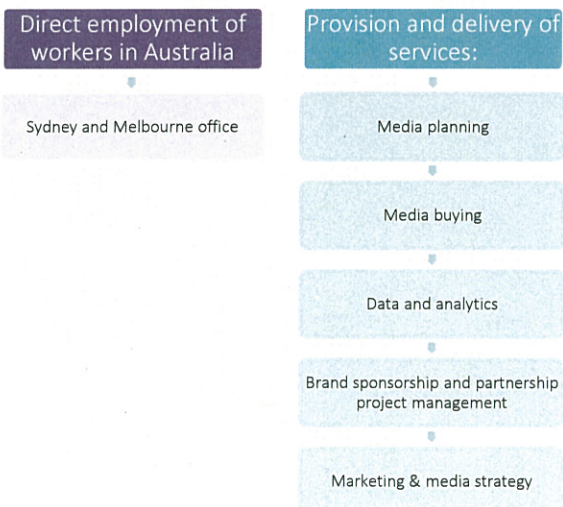 Direct employment of
workers in Australia
Sydney and Melbourne office
Provision and delivery of
services:
Media planning
Media buying
Data and analytics
Brand sponsorship and partnership
project management
Marketing & media strategy